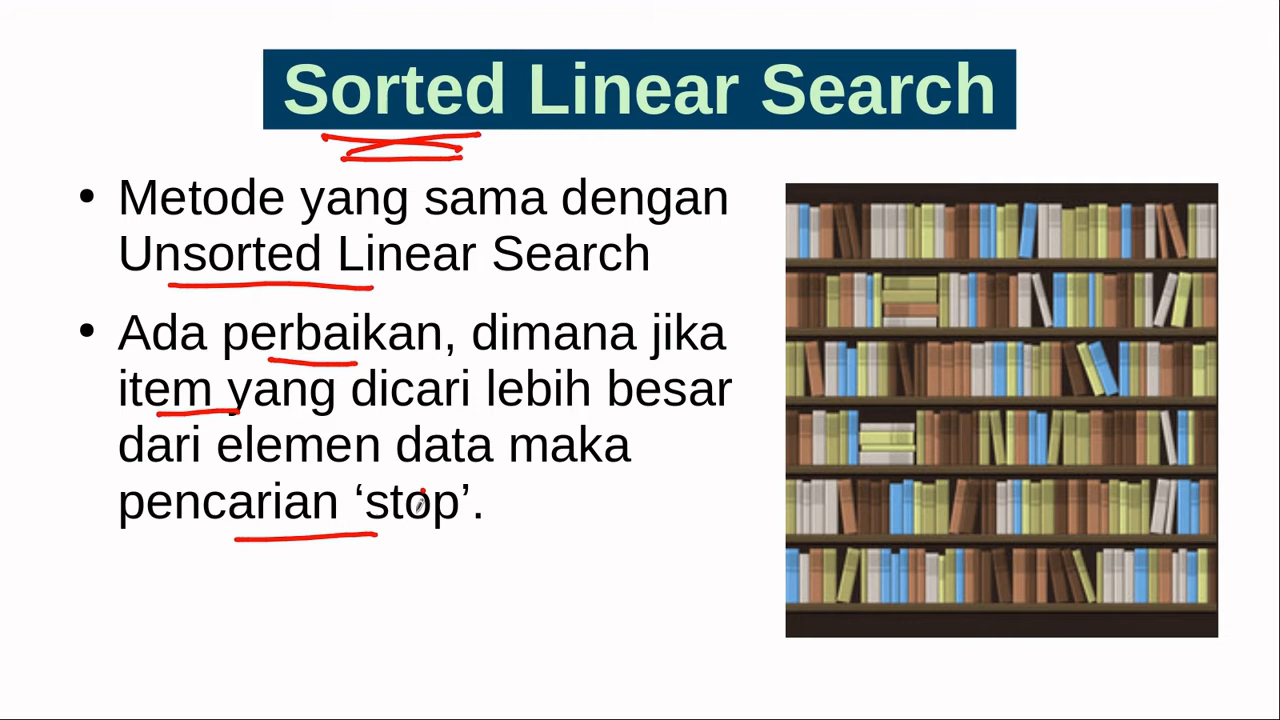 Sorted Linear Search
• Metode yang sama dengan
Unsorted Linear Search
• Ada perbaikan, dimana jika
item yang dicari lebih besar
dari elemen data maka
pencarian ‘stop’.